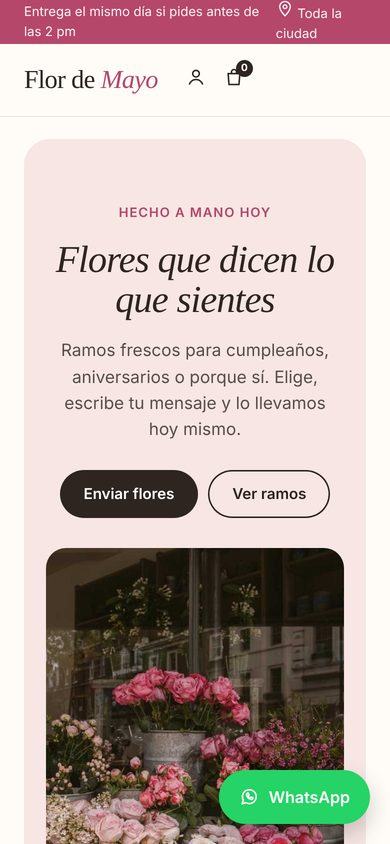 Entrega el mismo día si pides antes de
las 2 pm
Toda la
ciudad
Flor de Mayo
0
HECHO A MANO HOY
Flores que dicen lo
que sientes
Ramos frescos para cumpleaños,
aniversarios o porque sí. Elige,
escribe tu mensaje y lo llevamos
hoy mismo.
Enviar flores
Ver ramos
WhatsApp